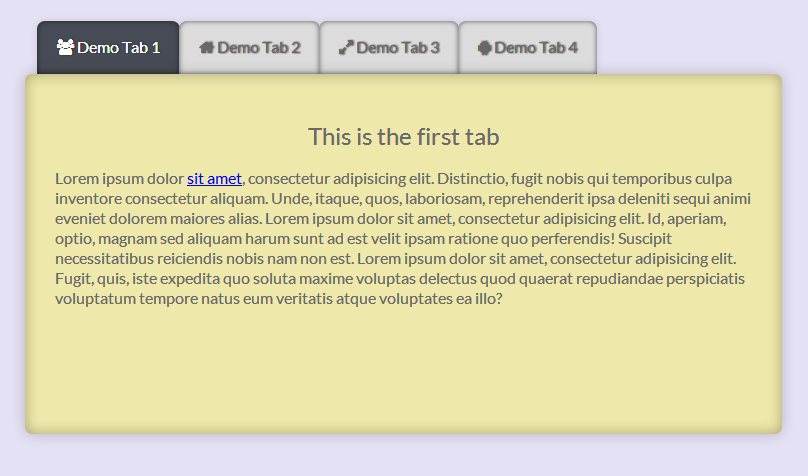 Demo Tab 1 Demo Tab 2 Demo Tab 3 Demo Tab 4
This is the first tab
Lorem ipsum dolor sit amet, consectetur adipisicing elit. Distinctio, fugit nobis qui temporibus culpa
inventore consectetur aliquam. Unde, itaque, quos, laboriosam, reprehenderit ipsa deleniti sequi animi
eveniet dolorem maiores alias. Lorem ipsum dolor sit amet, consectetur adipisicing elit. Id, aperiam,
optio, magnam sed aliquam harum sunt ad est velit ipsam ratione quo perferendis! Suscipit
necessitatibus reiciendis nobis nam non est. Lorem ipsum dolor sit amet, consectetur adipisicing elit.
Fugit, quis, iste expedita quo soluta maxime voluptas delectus quod quaerat repudiandae perspiciatis
voluptatum tempore natus eum veritatis atque voluptates ea illo?